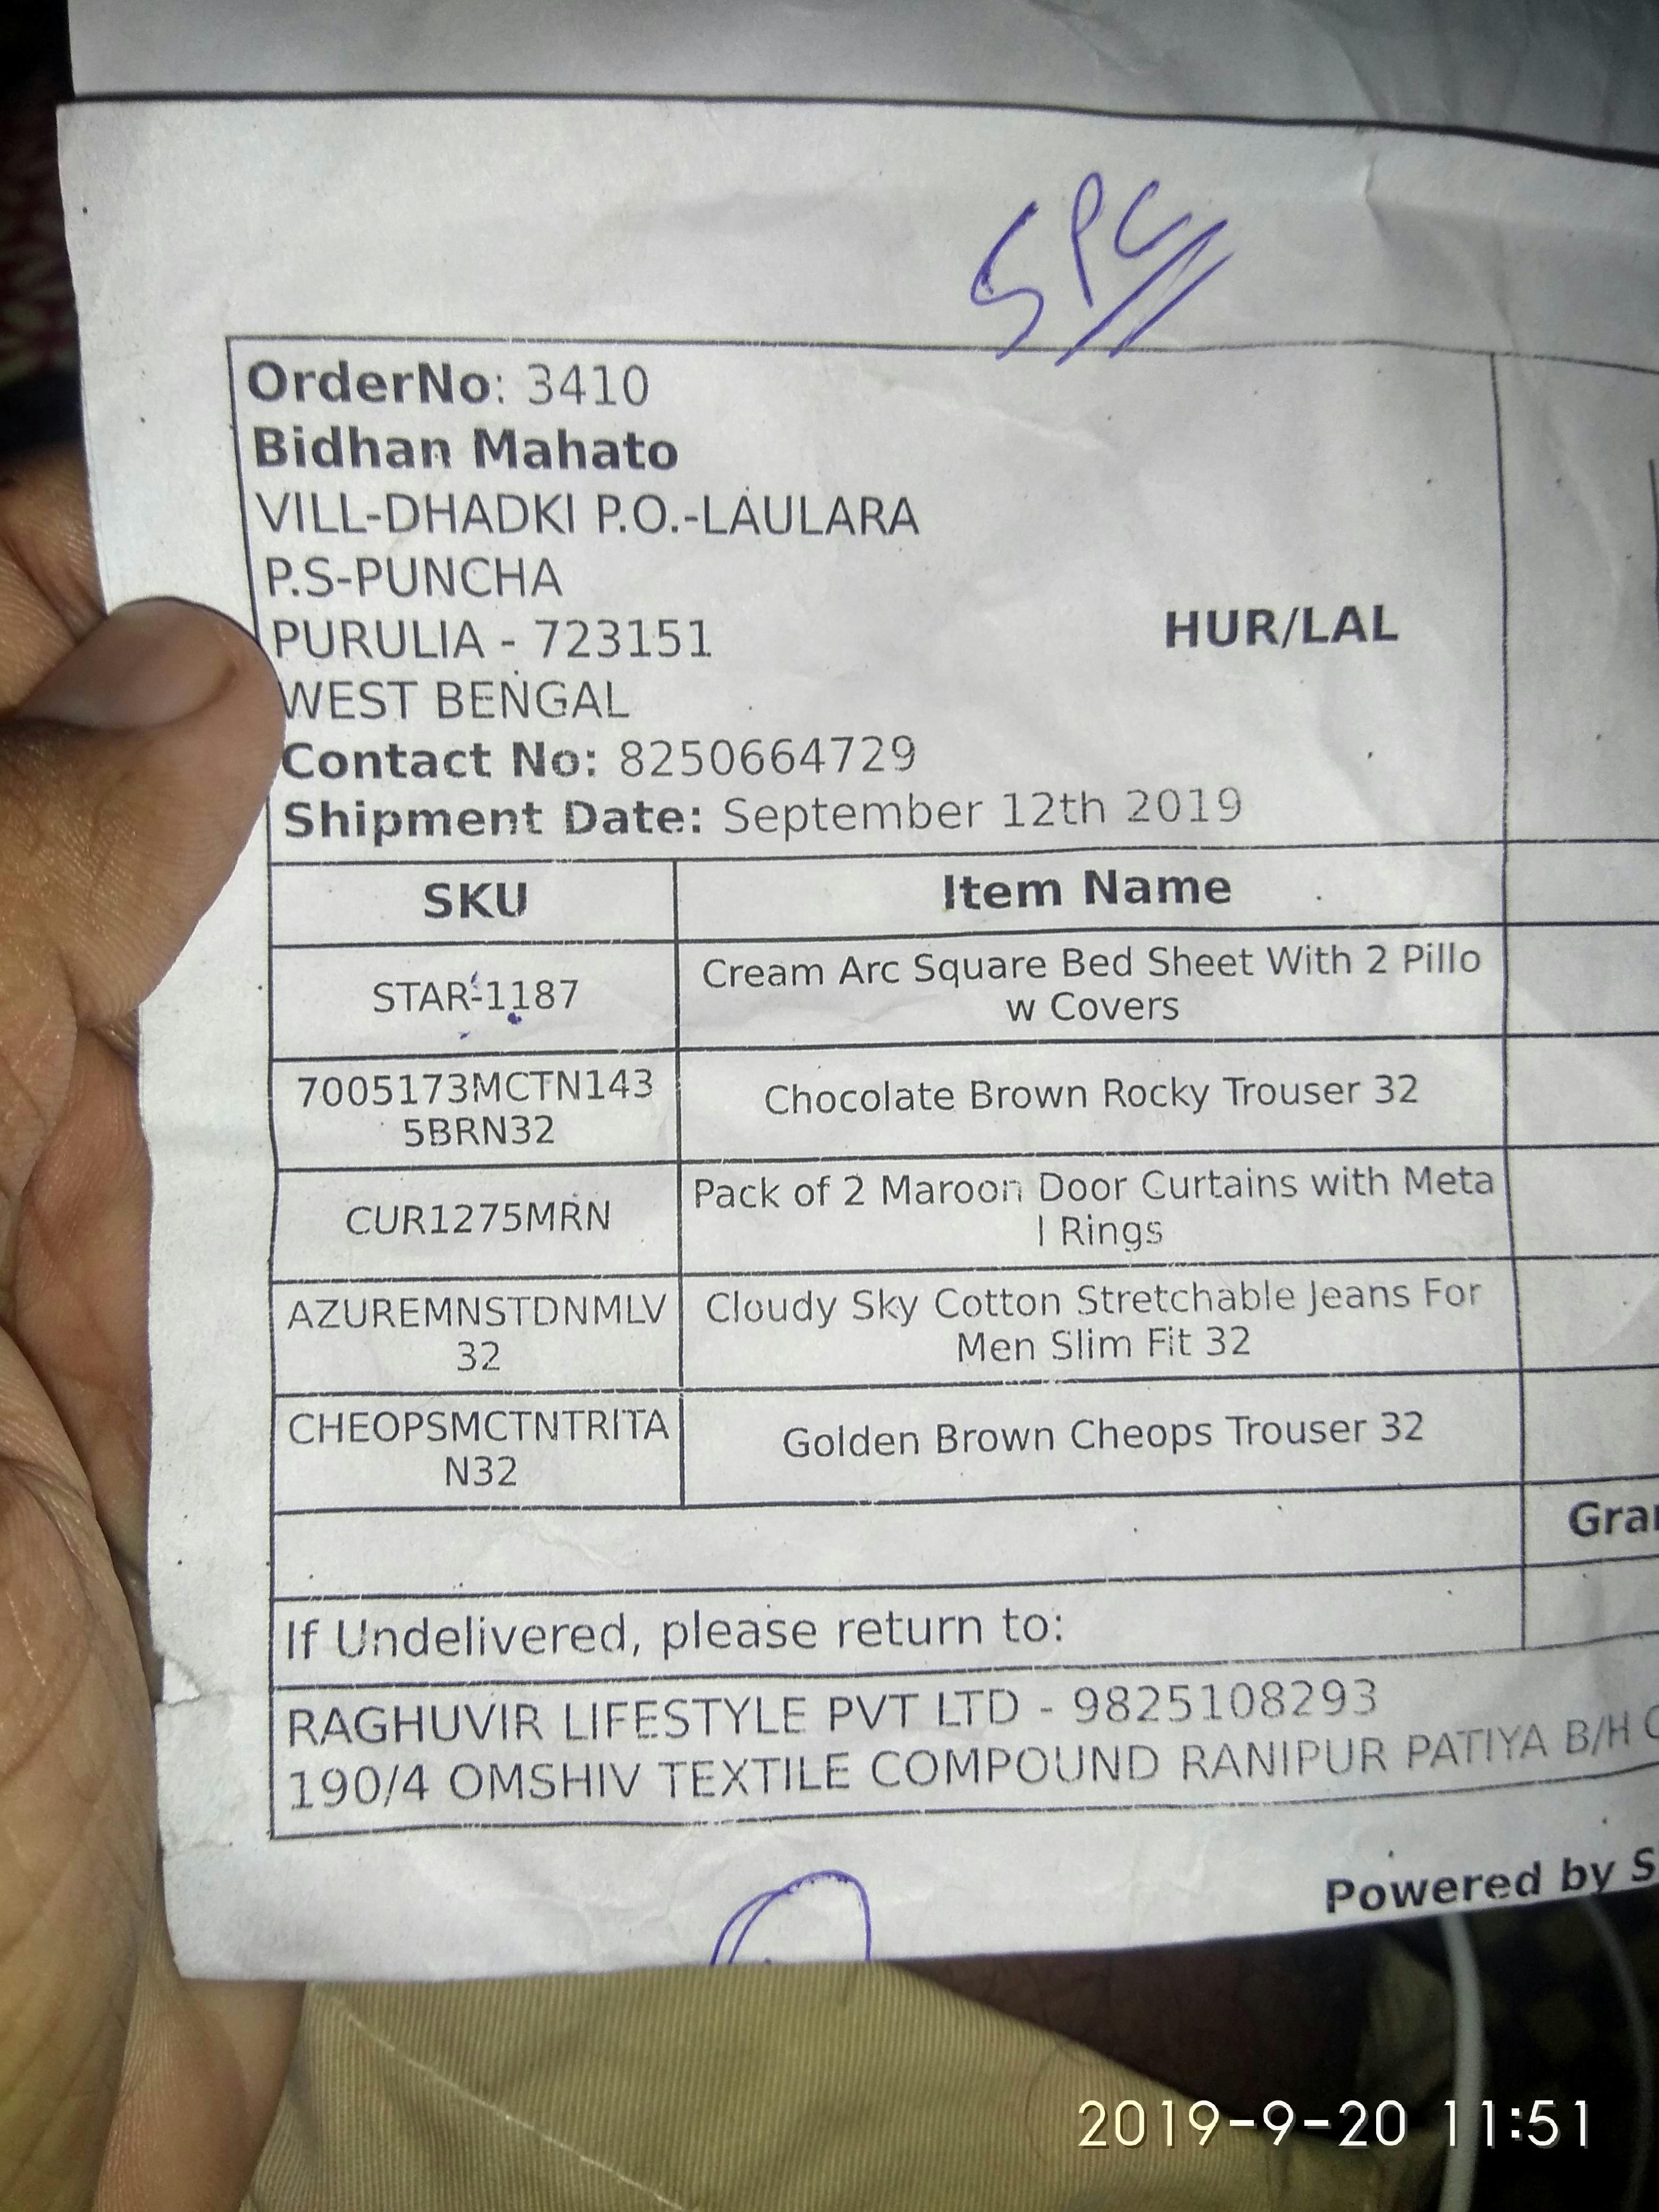 SPC
OrderNo: 3410
Bidhan Mahato
VILL-DHADKI P.O.-LAULARA
P.S-PUNCHA
PURULIA - 723151
HUR/LAL
WEST BENGAL
Contact No: 8250664729
Shipment Date: September 12th 2019
SKU Item Name
STAR-1187 Cream Arc Square Bed Sheet With 2 Pillo
w Covers
7005173MCTN143
5BRN32
Chocolate Brown Rocky Trouser 32
CUR1275MRN Pack of 2 Maroon Door Curtains with Meta
l Rings
AZUREMNSTDNMLV
32
Cloudy Sky Cotton Stretchable Jeans For
Men Slim Fit 32
CHEOPSMCTNTRITA
N32
Golden Brown Cheops Trouser 32
If Undelivered, please return to:
RAGHUVIR LIFESTYLE PVT LTD - 9825108293
190/4 OMSHIV TEXTILE COMPOUND RANIPUR PATIYA B/H
Powered by
2019-9-20 11:51